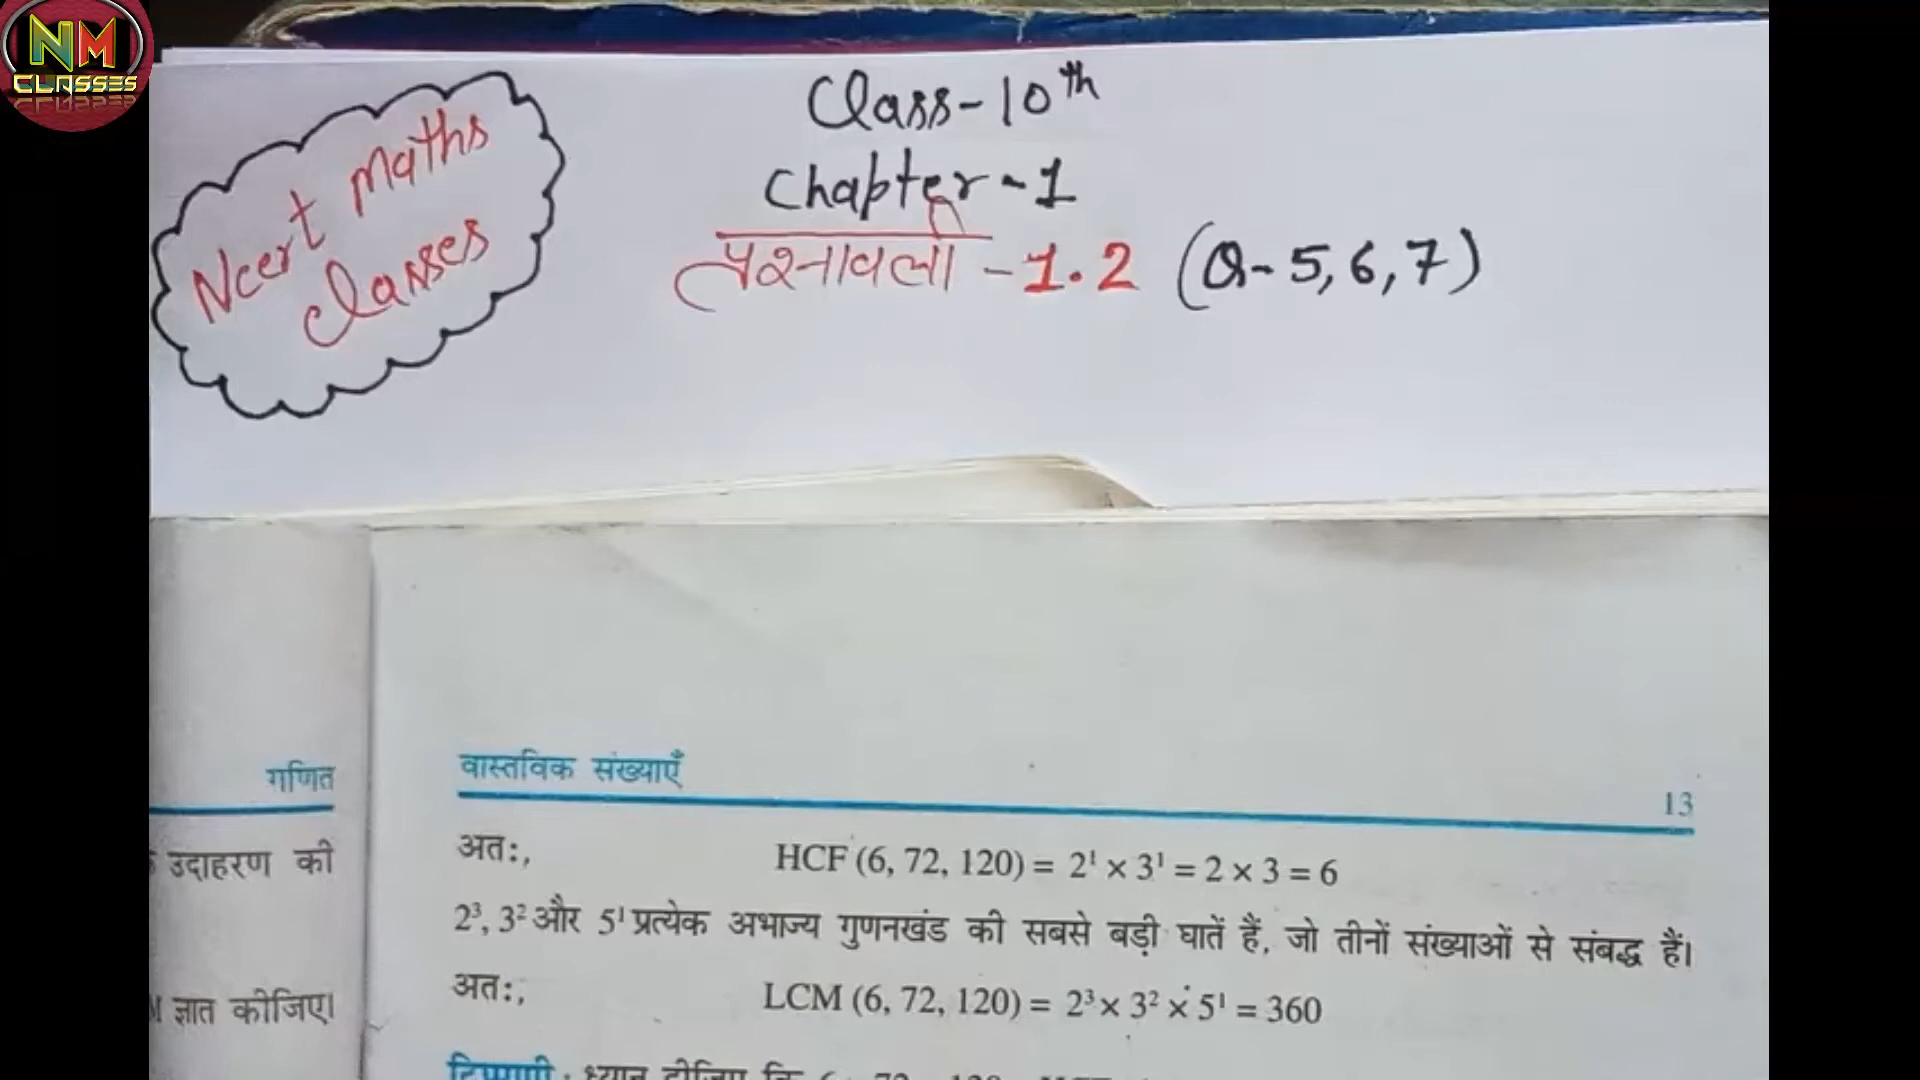 NM
CLASSES
Ncert Maths
Classes
Class-10th
Chapter-1
प्रश्नावली - 1.2 (Q- 5, 6, 7)
गणित
उदाहरण की
ज्ञात कीजिए।
वास्तविक संख्याएँ
13
अतः, HCF (6, 72, 120) = 2¹ × 3¹ = 2 × 3 = 6
2³, 3² और 5¹ प्रत्येक अभाज्य गुणनखंड की सबसे बड़ी घातें हैं, जो तीनों संख्याओं से संबद्ध हैं।
अतः, LCM (6, 72, 120) = 2³ × 3² × 5¹ = 360
टिप्पणी : ध्यान दीजिए कि